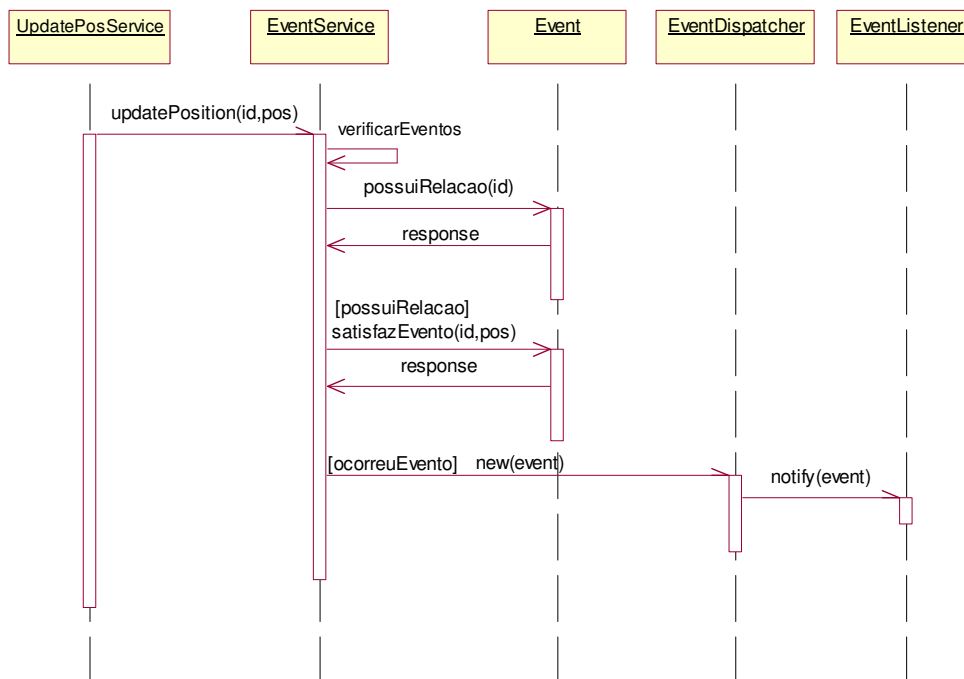 UpdatePosService
EventService
Event
EventDispatcher
EventListener
updatePosition(id,pos)
verificarEventos
possuiRelacao(id)
response
[possuiRelacao]
satisfazEvento(id,pos)
response
[ocorreuEvento] new(event)
notify(event)